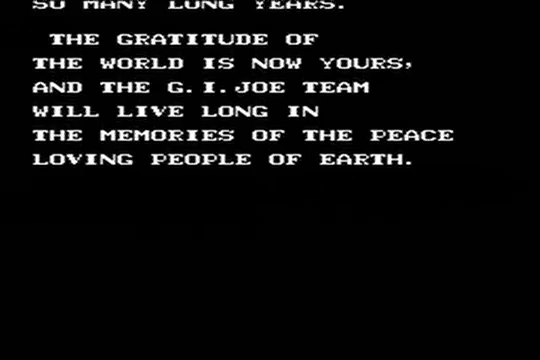 SO MANY LONG YEARS.
THE GRATITUDE OF
THE WORLD IS NOW YOURS,
AND THE G.I.JOE TEAM
WILL LIVE LONG IN
THE MEMORIES OF THE PEACE
LOVING PEOPLE OF EARTH.